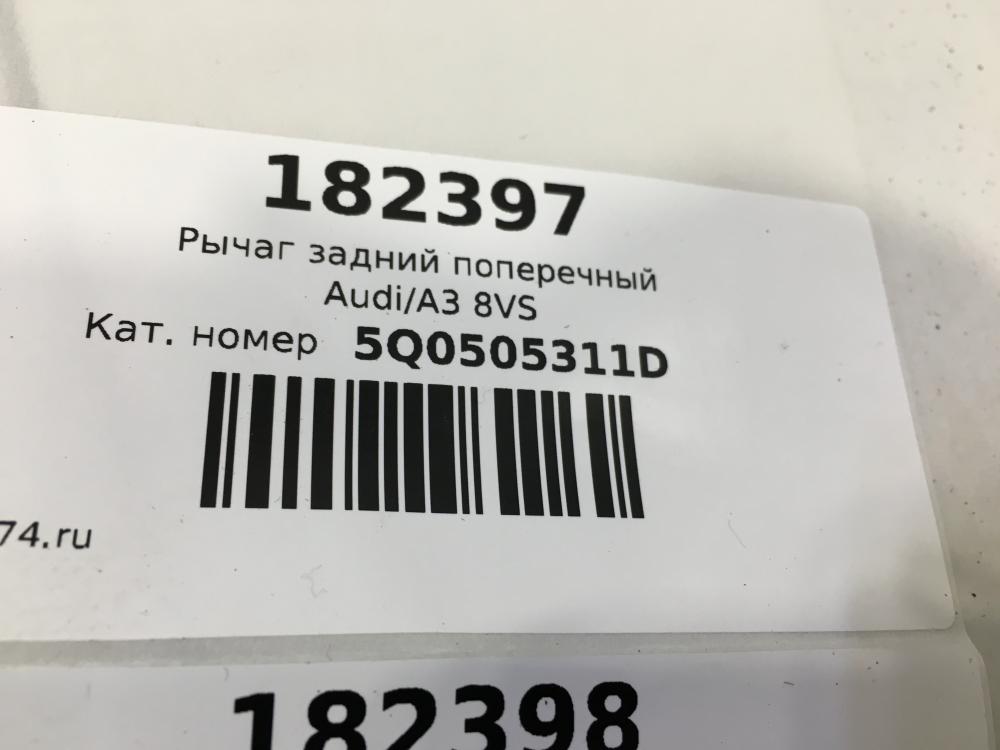 182397
Рычаг задний поперечный
Audi/A3 8VS
Кат. номер 5Q0505311D
74.ru
182398